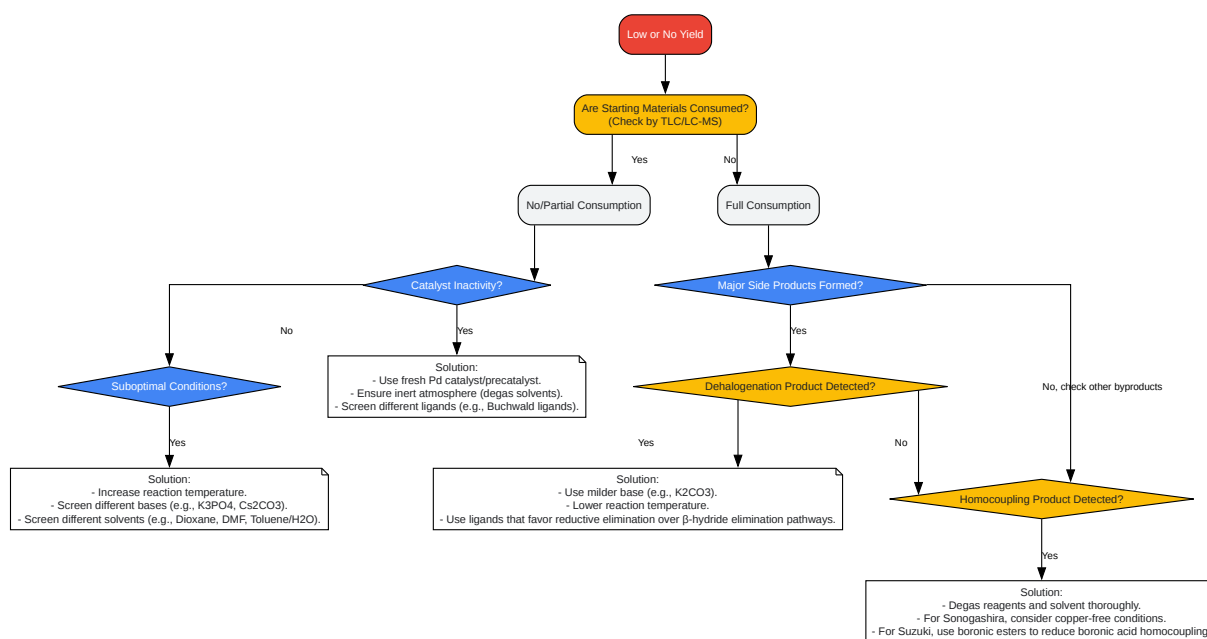 Low or No Yield
Are Starting Materials Consumed?
(Check by TLC/LC-MS)
Yes
No
No/Partial Consumption
Full Consumption
Catalyst Inactivity?
Major Side Products Formed?
No
Yes
Yes
No, check other byproducts
Suboptimal Conditions?
Solution:
- Use fresh Pd catalyst/precatalyst.
- Ensure inert atmosphere (degas solvents).
- Screen different ligands (e.g., Buchwald ligands).
Dehalogenation Product Detected?
Yes
Yes
No
Solution:
- Increase reaction temperature.
- Screen different bases (e.g., K3PO4, Cs2CO3).
- Screen different solvents (e.g., Dioxane, DMF, Toluene/H2O).
Solution:
- Use milder base (e.g., K2CO3).
- Lower reaction temperature.
- Use ligands that favor reductive elimination over β-hydride elimination pathways.
Homocoupling Product Detected?
Yes
Solution:
- Degas reagents and solvent thoroughly.
- For Sonogashira, consider copper-free conditions.
- For Suzuki, use boronic esters to reduce boronic acid homocoupling